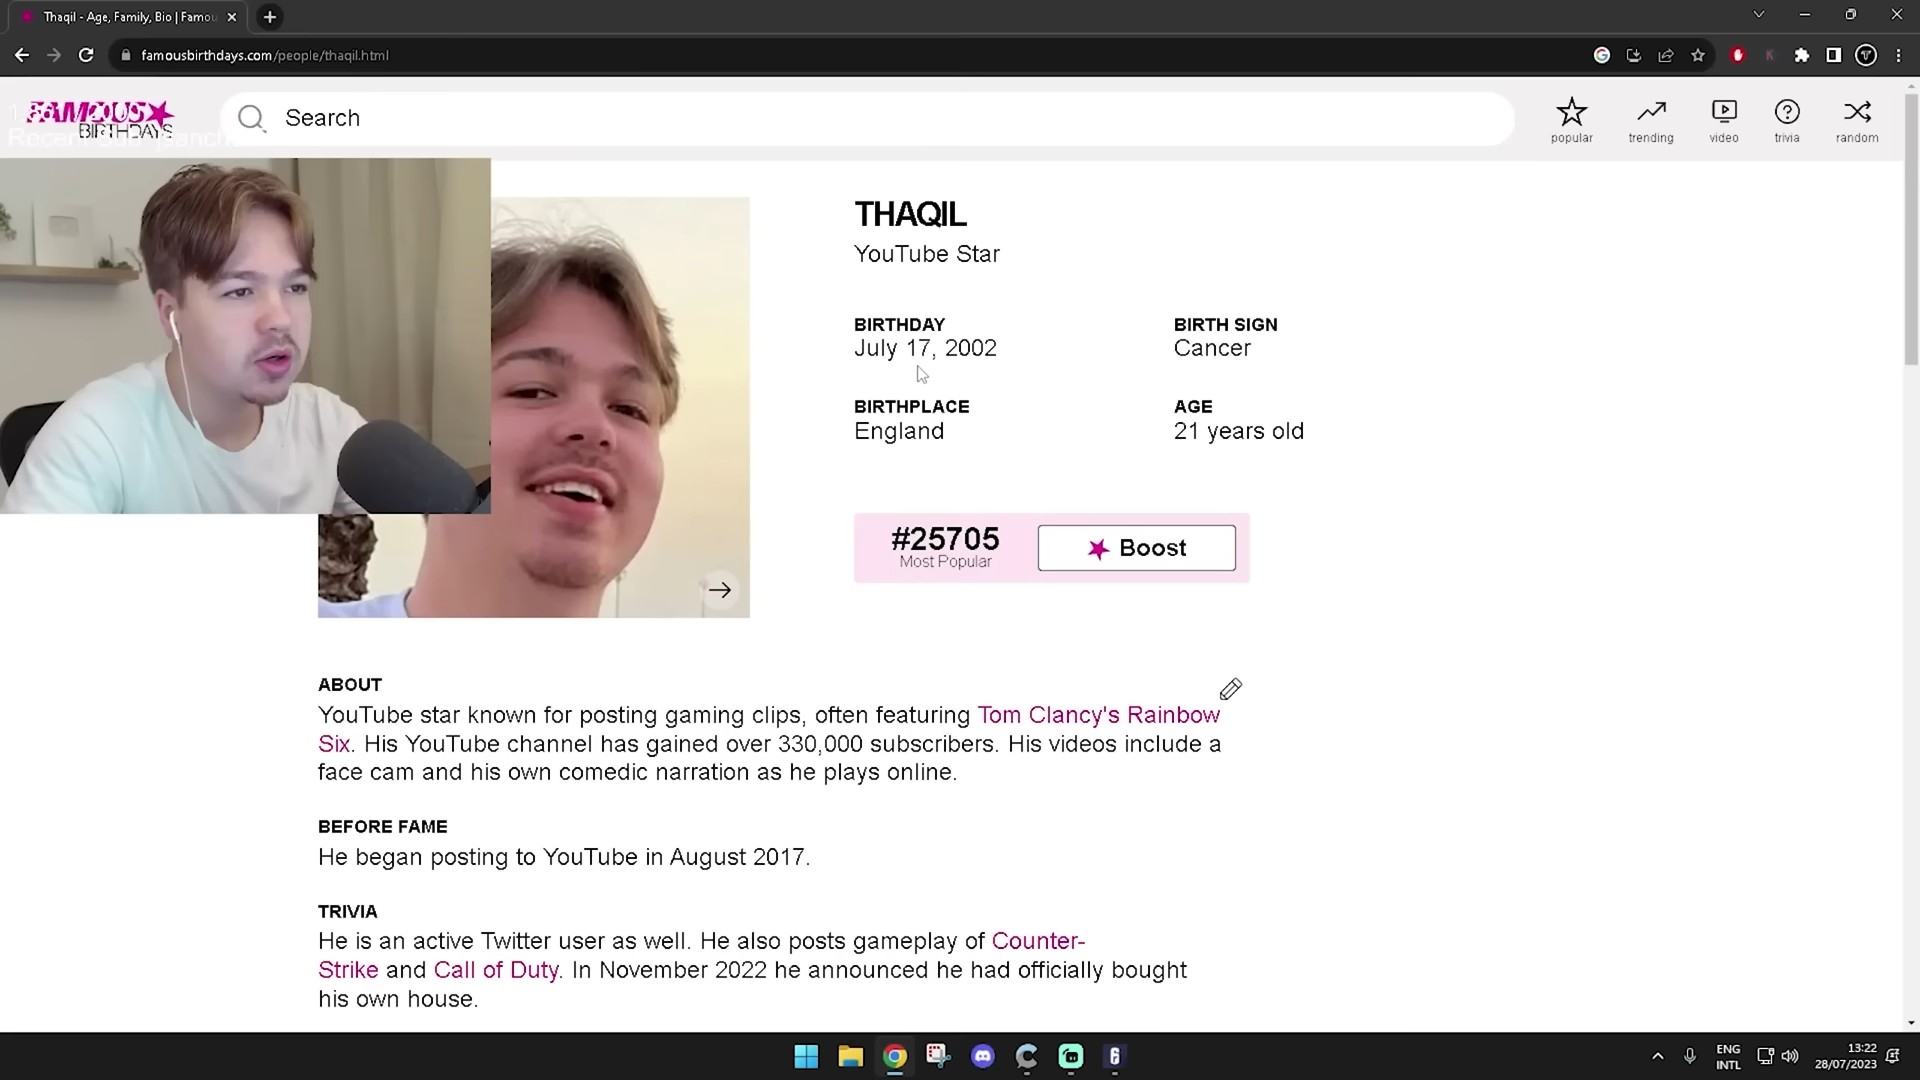 Thaqil - Age, Family, Bio | Famou
famousbirthdays.com/people/thaqil.html
FAMOUS
BIRTHDAYS
Search
popular
trending
video
trivia
random
THAQIL
YouTube Star
BIRTHDAY
July 17, 2002
BIRTH SIGN
Cancer
BIRTHPLACE
England
AGE
21 years old
#25705
Most Popular
Boost
ABOUT
YouTube star known for posting gaming clips, often featuring Tom Clancy's Rainbow
Six. His YouTube channel has gained over 330,000 subscribers. His videos include a
face cam and his own comedic narration as he plays online.
BEFORE FAME
He began posting to YouTube in August 2017.
TRIVIA
He is an active Twitter user as well. He also posts gameplay of Counter-
Strike and Call of Duty. In November 2022 he announced he had officially bought
his own house.
ENG
INTL
13:22
28/07/2023